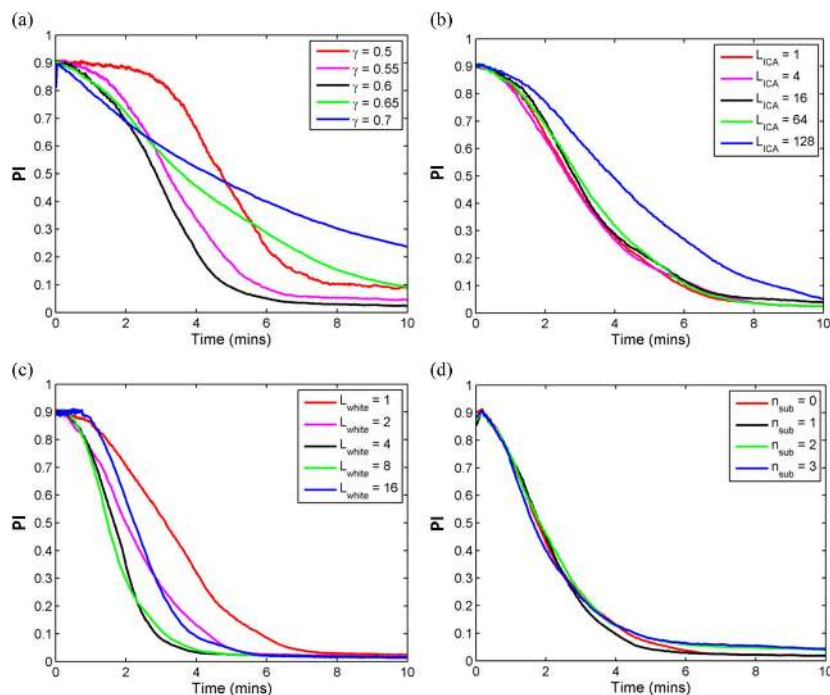 (a)
PI
1
0.9
0.8
0.7
0.6
0.5
0.4
0.3
0.2
0.1
0
0 2 4 6 8 10
Time (mins)
γ = 0.5
γ = 0.55
γ = 0.6
γ = 0.65
γ = 0.7
(b)
PI
1
0.9
0.8
0.7
0.6
0.5
0.4
0.3
0.2
0.1
0
0 2 4 6 8 10
Time (mins)
L_ICA = 1
L_ICA = 4
L_ICA = 16
L_ICA = 64
L_ICA = 128
(c)
PI
1
0.9
0.8
0.7
0.6
0.5
0.4
0.3
0.2
0.1
0
0 2 4 6 8 10
Time (mins)
L_white = 1
L_white = 2
L_white = 4
L_white = 8
L_white = 16
(d)
PI
1
0.9
0.8
0.7
0.6
0.5
0.4
0.3
0.2
0.1
0
0 2 4 6 8 10
Time (mins)
n_sub = 0
n_sub = 1
n_sub = 2
n_sub = 3